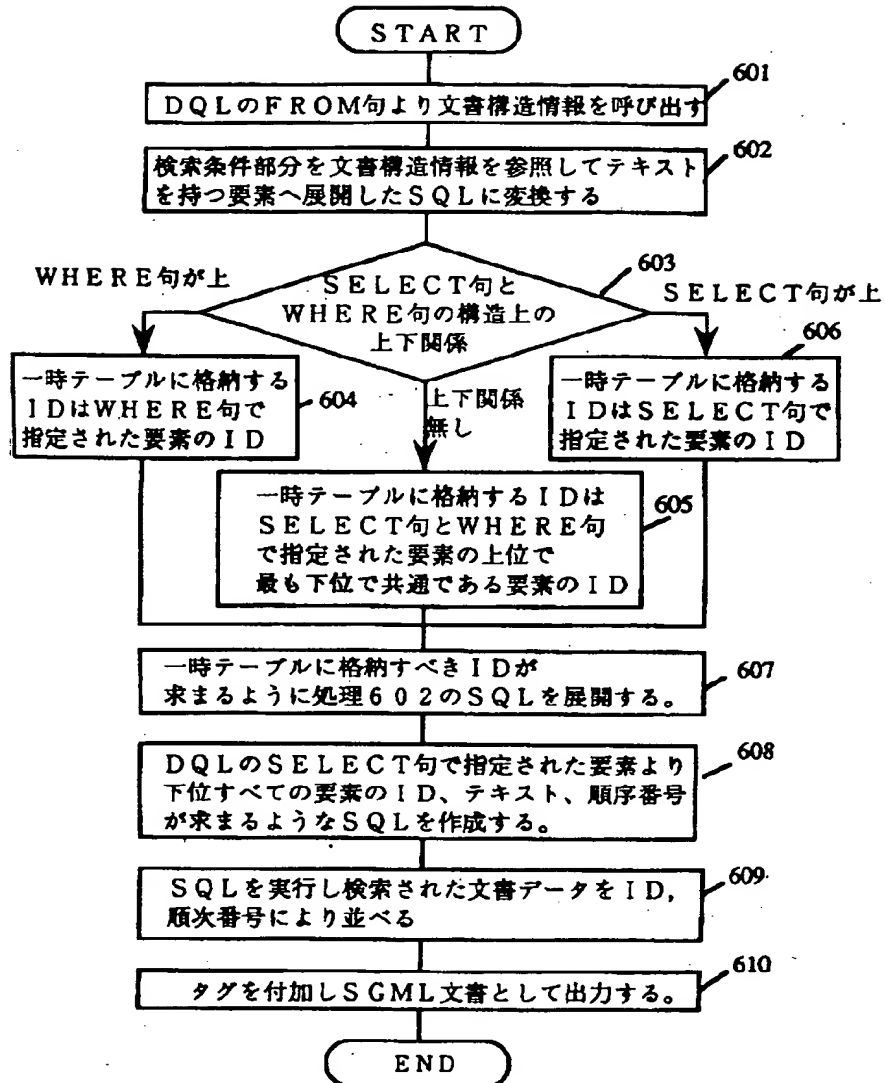 START
601
DQLのFROM句より文書構造情報を呼び出す
602
検索条件部分を文書構造情報を参照してテキスト
を持つ要素へ展開したSQLに変換する
603
WHERE句が上
SELECT句と
WHERE句の構造上の
上下関係
SELECT句が上
606
一時テーブルに格納する
IDはWHERE句で
指定された要素のID
604
上下関係
無し
一時テーブルに格納する
IDはSELECT句で
指定された要素のID
一時テーブルに格納するIDは
SELECT句とWHERE句
で指定された要素の上位で
最も下位で共通である要素のID
605
一時テーブルに格納すべきIDが
求まるように処理602のSQLを展開する。
607
DQLのSELECT句で指定された要素より
下位すべての要素のID、テキスト、順序番号
が求まるようなSQLを作成する。
608
SQLを実行し検索された文書データをID,
順次番号により並べる
609
610
タグを付加しSGML文書として出力する。
END